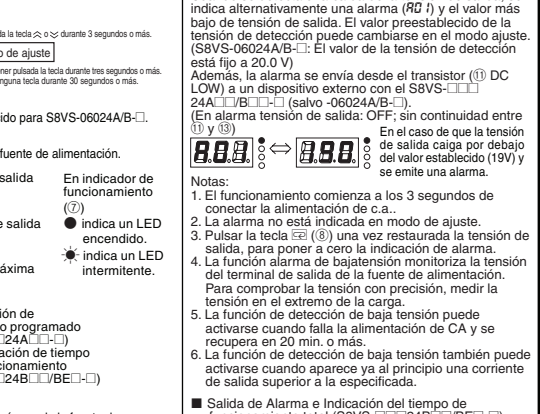 da la tecla ︽ o ︾ durante 3 segundos o más.
o de ajuste
ner pulsada la tecla durante tres segundos o más.
nguna tecla durante 30 segundos o más.
cido para S8VS-06024A/B-□.
fuente de alimentación.
salida
e salida
áxima
En indicador de
funcionamiento
(⑦)
● indica un LED
encendido.
indica un LED
intermitente.
ión de
o programado
□24A□□-□)
ación de tiempo
cionamiento
□24B□□/BE□-□)
indica alternativamente una alarma (A01) y el valor más
bajo de tensión de salida. El valor preestablecido de la
tensión de detección puede cambiarse en el modo ajuste.
(S8VS-06024A/B-□: El valor de la tensión de detección
está fijo a 20.0 V)
Además, la alarma se envía desde el transistor (⑪ DC
LOW) a un dispositivo externo con el S8VS-□□□
24A□□/B□□-□ (salvo -06024A/B-□).
(En alarma tensión de salida: OFF; sin continuidad entre
⑪ y ⑬)
⇔
En el caso de que la tensión
de salida caiga por debajo
del valor establecido (19V) y
se emite una alarma.
Notas:
1. El funcionamiento comienza a los 3 segundos de
conectar la alimentación de c.a..
2. La alarma no está indicada en modo de ajuste.
3. Pulsar la tecla (⑧) una vez restaurada la tensión de
salida, para poner a cero la indicación de alarma.
4. La función alarma de bajatensión monitoriza la tensión
del terminal de salida de la fuente de alimentación.
Para comprobar la tensión con precisión, medir la
tensión en el extremo de la carga.
5. La función de detección de baja tensión puede
activarse cuando falla la alimentación de CA y se
recupera en 20 min. o más.
6. La función de detección de baja tensión también puede
activarse cuando aparece ya al principio una corriente
de salida superior a la especificada.
■ Salida de Alarma e Indicación del tiempo de